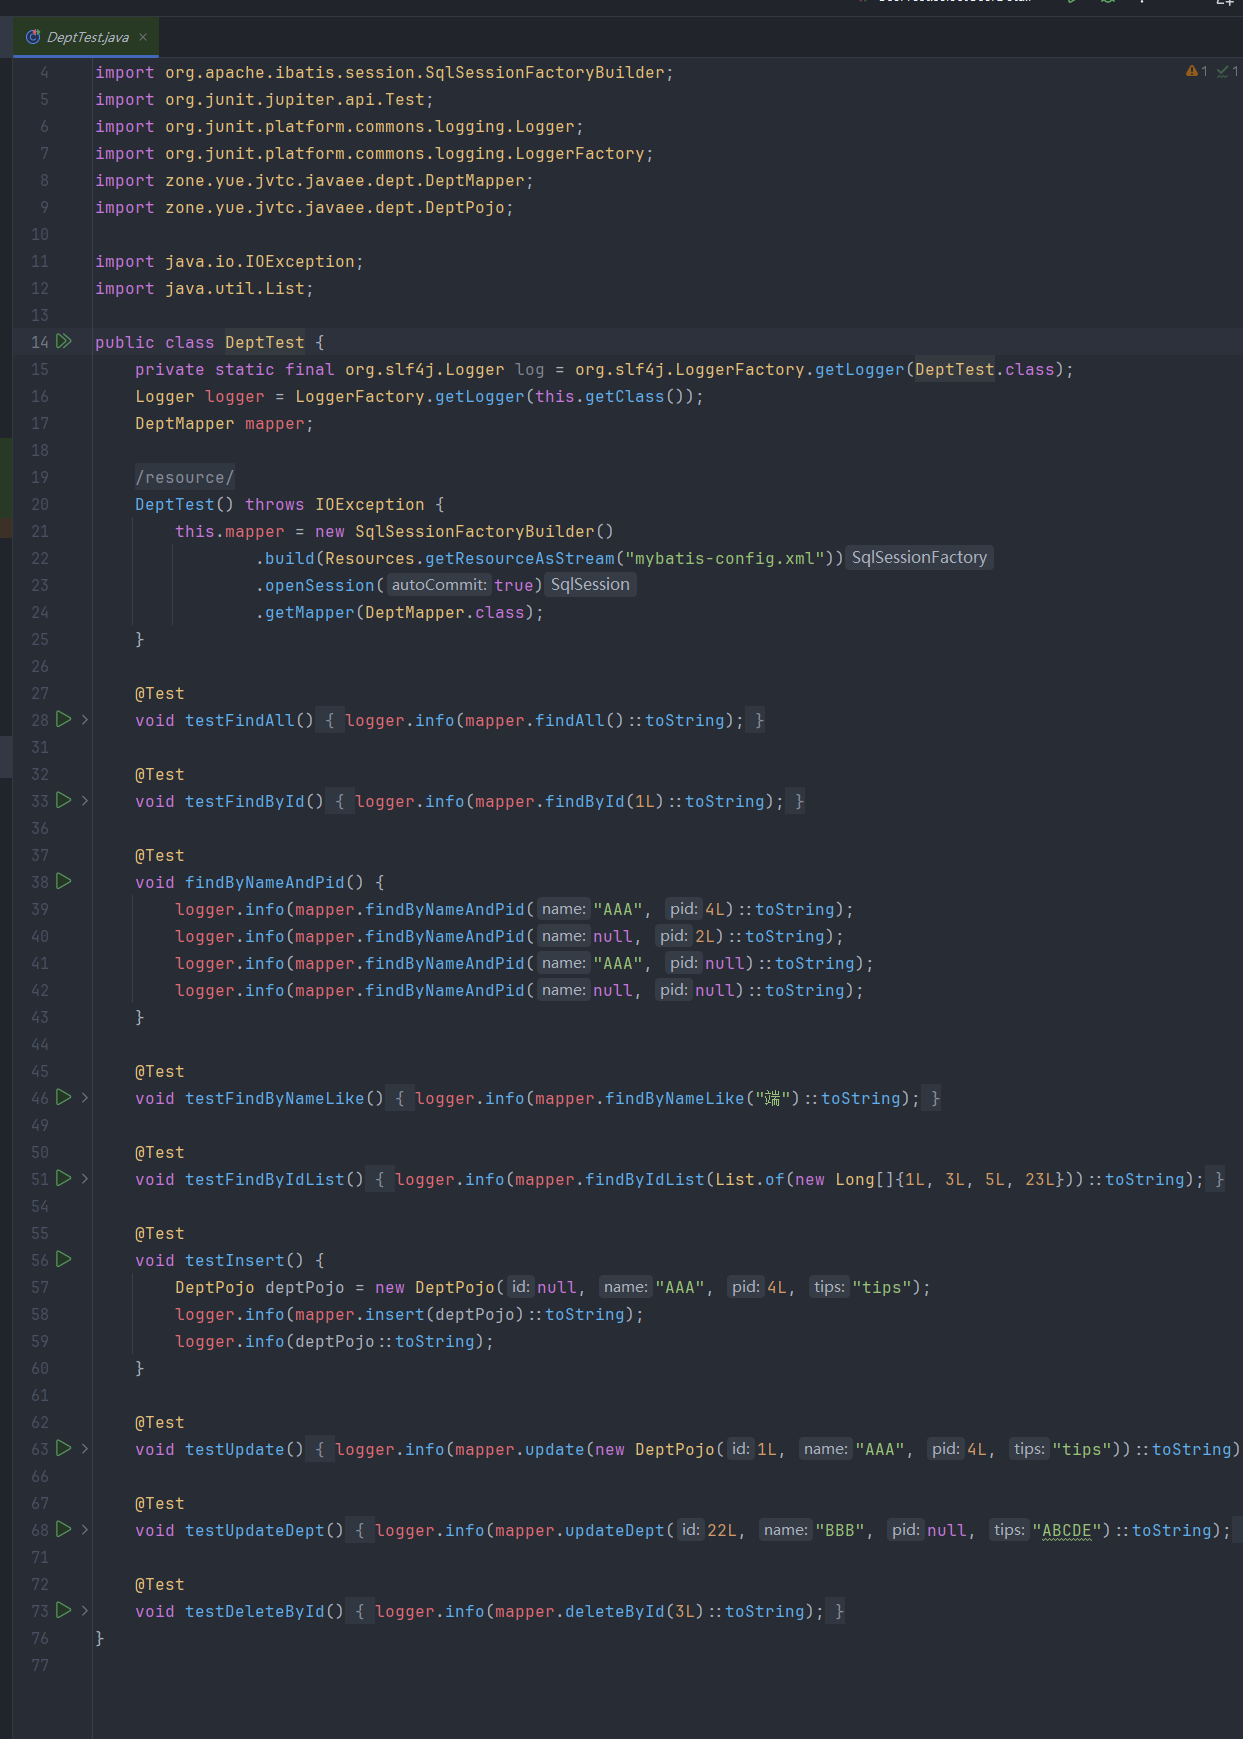 DeptTest.java ×
4 import org.apache.ibatis.session.SqlSessionFactoryBuilder; 1 1
5 import org.junit.jupiter.api.Test;
6 import org.junit.platform.commons.logging.Logger;
7 import org.junit.platform.commons.logging.LoggerFactory;
8 import zone.yue.jvtc.javaee.dept.DeptMapper;
9 import zone.yue.jvtc.javaee.dept.DeptPojo;
10
11 import java.io.IOException;
12 import java.util.List;
13
14 public class DeptTest {
15 private static final org.slf4j.Logger log = org.slf4j.LoggerFactory.getLogger(DeptTest.class);
16 Logger logger = LoggerFactory.getLogger(this.getClass());
17 DeptMapper mapper;
18
19 /resource/
20 DeptTest() throws IOException {
21 this.mapper = new SqlSessionFactoryBuilder()
22 .build(Resources.getResourceAsStream("mybatis-config.xml")) SqlSessionFactory
23 .openSession( autoCommit: true) SqlSession
24 .getMapper(DeptMapper.class);
25 }
26
27 @Test
28 void testFindAll() { logger.info(mapper.findAll()::toString); }
31
32 @Test
33 void testFindById() { logger.info(mapper.findById(1L)::toString); }
36
37 @Test
38 void findByNameAndPid() {
39 logger.info(mapper.findByNameAndPid( name: "AAA", pid: 4L)::toString);
40 logger.info(mapper.findByNameAndPid( name: null, pid: 2L)::toString);
41 logger.info(mapper.findByNameAndPid( name: "AAA", pid: null)::toString);
42 logger.info(mapper.findByNameAndPid( name: null, pid: null)::toString);
43 }
44
45 @Test
46 void testFindByNameLike() { logger.info(mapper.findByNameLike("端")::toString); }
49
50 @Test
51 void testFindByIdList() { logger.info(mapper.findByIdList(List.of(new Long[]{1L, 3L, 5L, 23L}))::toString); }
54
55 @Test
56 void testInsert() {
57 DeptPojo deptPojo = new DeptPojo( id: null, name: "AAA", pid: 4L, tips: "tips");
58 logger.info(mapper.insert(deptPojo)::toString);
59 logger.info(deptPojo::toString);
60 }
61
62 @Test
63 void testUpdate() { logger.info(mapper.update(new DeptPojo( id: 1L, name: "AAA", pid: 4L, tips: "tips"))::toString)
66
67 @Test
68 void testUpdateDept() { logger.info(mapper.updateDept( id: 22L, name: "BBB", pid: null, tips: "ABCDE")::toString);
71
72 @Test
73 void testDeleteById() { logger.info(mapper.deleteById(3L)::toString); }
76 }
77